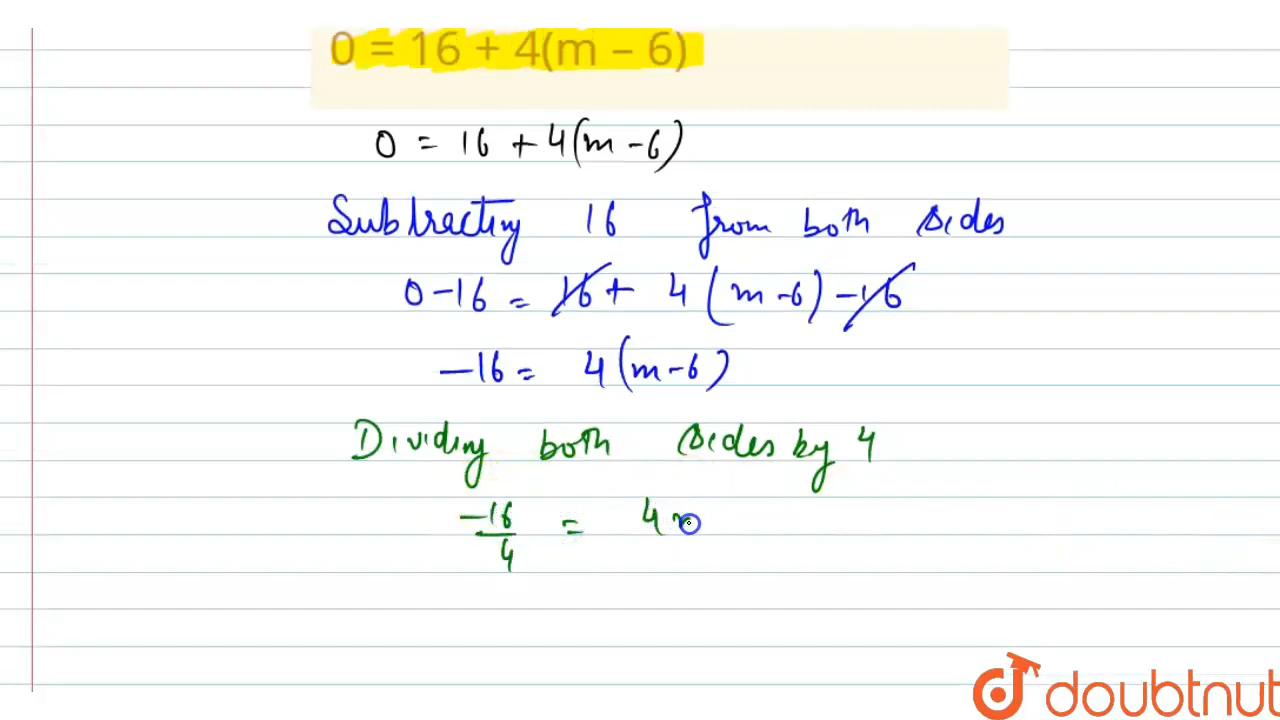 0 = 16 + 4(m – 6)
0 = 16 + 4(m - 6)
Subtracting 16 from both sides
0 - 16 = 16 + 4(m - 6) - 16
-16 = 4(m - 6)
Dividing both sides by 4
-16/4 = 4
doubtnut